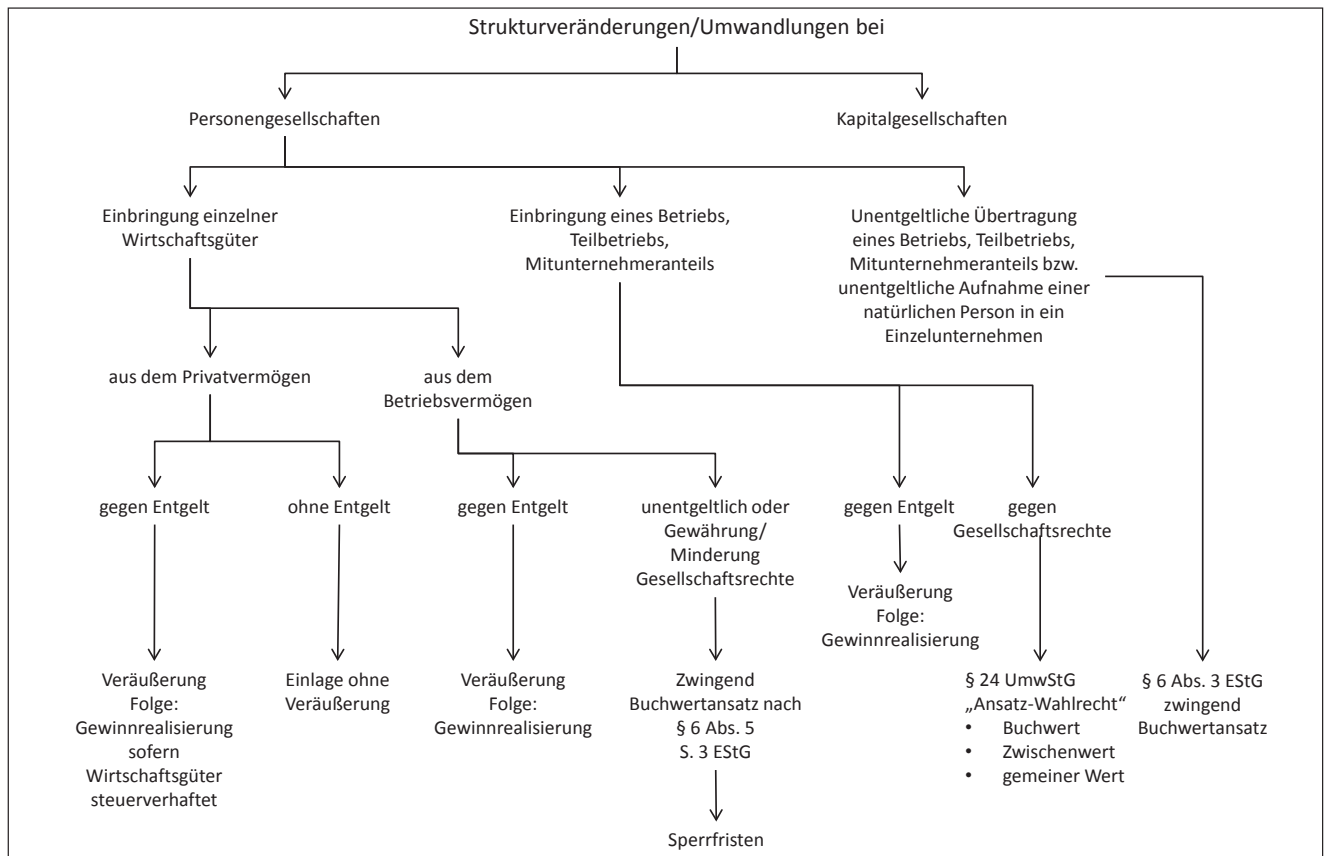 Strukturveränderungen/Umwandlungen bei
Personengesellschaften
Kapitalgesellschaften
Einbringung einzelner
Wirtschaftsgüter
Einbringung eines Betriebs,
Teilbetriebs,
Mitunternehmeranteils
Unentgeltliche Übertragung
eines Betriebs, Teilbetriebs,
Mitunternehmeranteils bzw.
unentgeltliche Aufnahme einer
natürlichen Person in ein
Einzelunternehmen
aus dem Privatvermögen
aus dem
Betriebsvermögen
gegen Entgelt
ohne Entgelt
gegen Entgelt
unentgeltlich oder
Gewährung/
Minderung
Gesellschaftsrechte
gegen Entgelt
gegen
Gesellschaftsrechte
Veräußerung
Folge:
Gewinnrealisierung
Veräußerung
Folge:
Gewinnrealisierung
sofern
Wirtschaftsgüter
steuerverhaftet
Einlage ohne
Veräußerung
Veräußerung
Folge:
Gewinnrealisierung
Zwingend
Buchwertansatz nach
§ 6 Abs. 5
S. 3 EStG
§ 24 UmwStG
„Ansatz-Wahlrecht“
• Buchwert
• Zwischenwert
• gemeiner Wert
§ 6 Abs. 3 EStG
zwingend
Buchwertansatz
Sperrfristen